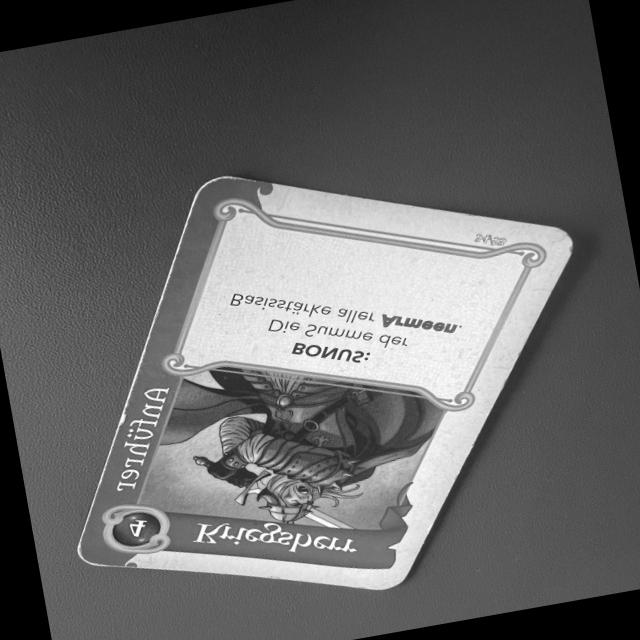 4
Kriegsherr
Anführer
BONUS:
Die Summe der
Basisstärke aller Armeen.